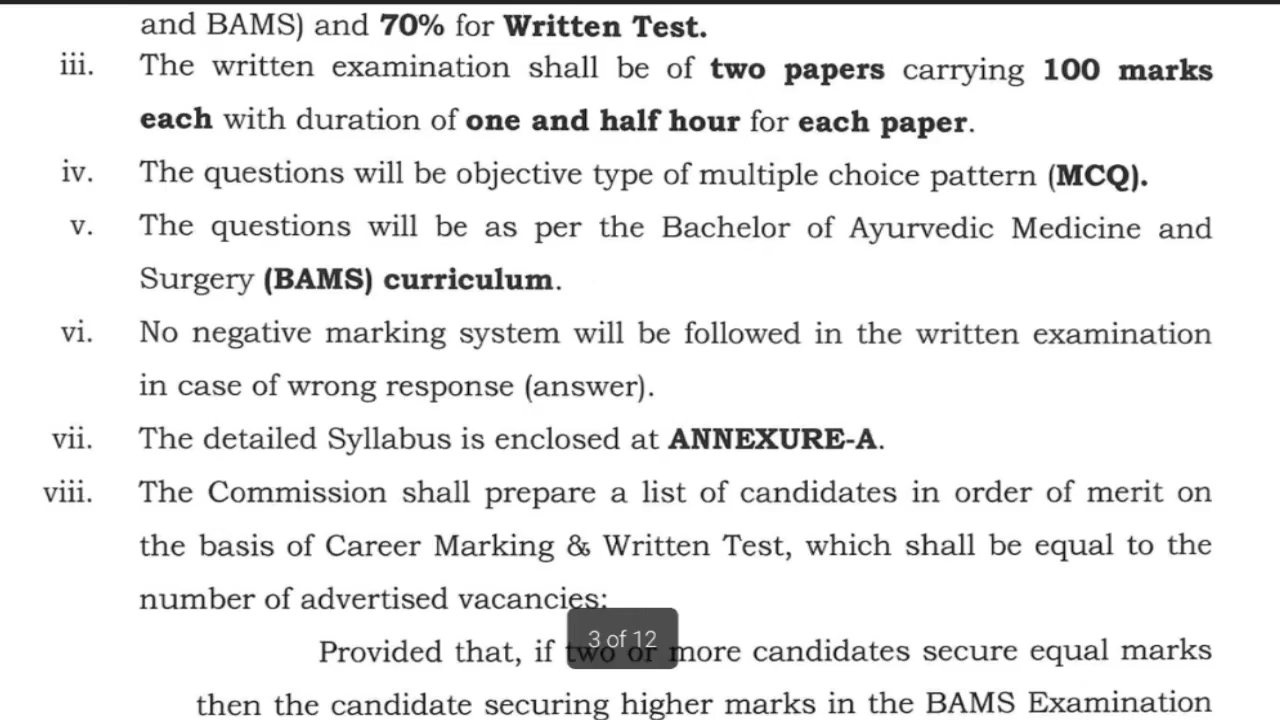 and BAMS) and 70% for Written Test.
iii. The written examination shall be of two papers carrying 100 marks
each with duration of one and half hour for each paper.
iv. The questions will be objective type of multiple choice pattern (MCQ).
v. The questions will be as per the Bachelor of Ayurvedic Medicine and
Surgery (BAMS) curriculum.
vi. No negative marking system will be followed in the written examination
in case of wrong response (answer).
vii. The detailed Syllabus is enclosed at ANNEXURE-A.
viii. The Commission shall prepare a list of candidates in order of merit on
the basis of Career Marking & Written Test, which shall be equal to the
number of advertised vacancies:
3 of 12
Provided that, if two or more candidates secure equal marks
then the candidate securing higher marks in the BAMS Examination